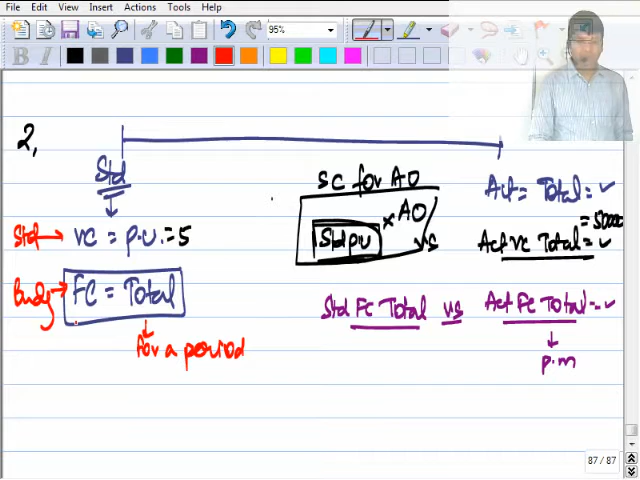 File Edit View Insert Actions Tools Help
95%
B I
2,
Std
SC for AO
Act = Total = ✓
Std → VC = p.u. = 5
Std p.u × AO
vs
= 50000
Act VC Total = ✓
Budg → FC = Total
Std FC Total vs Act FC Total = ✓
for a period
p.m
87 / 87